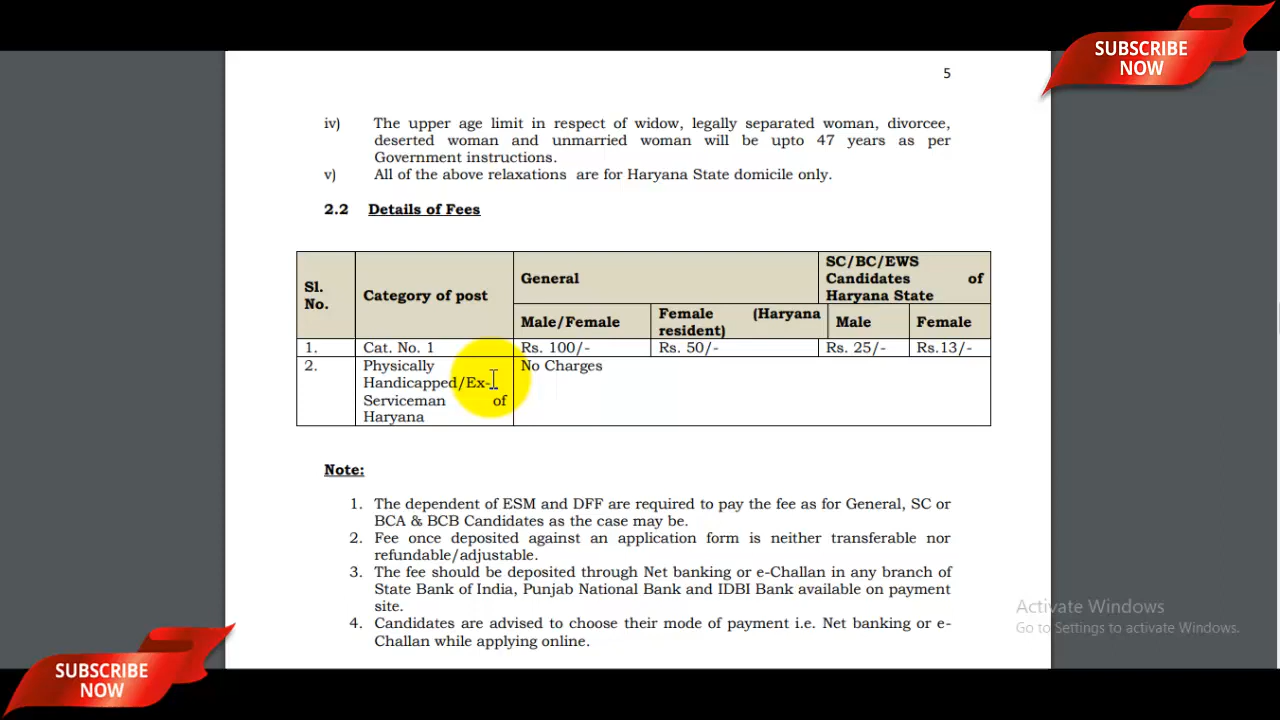 SUBSCRIBE
NOW
5
iv) The upper age limit in respect of widow, legally separated woman, divorcee,
deserted woman and unmarried woman will be upto 47 years as per
Government instructions.
v) All of the above relaxations are for Haryana State domicile only.
2.2 Details of Fees
Sl. No. Category of post General SC/BC/EWS Candidates of Haryana State
Male/Female Female (Haryana resident) Male Female
1. Cat. No. 1 Rs. 100/- Rs. 50/- Rs. 25/- Rs.13/-
2. Physically No Charges
Handicapped/Ex-
Serviceman of
Haryana
Note:
1. The dependent of ESM and DFF are required to pay the fee as for General, SC or
BCA & BCB Candidates as the case may be.
2. Fee once deposited against an application form is neither transferable nor
refundable/adjustable.
3. The fee should be deposited through Net banking or e-Challan in any branch of
State Bank of India, Punjab National Bank and IDBI Bank available on payment
site.
4. Candidates are advised to choose their mode of payment i.e. Net banking or e-
Challan while applying online.
Activate Windows
Go to Settings to activate Windows.
SUBSCRIBE
NOW